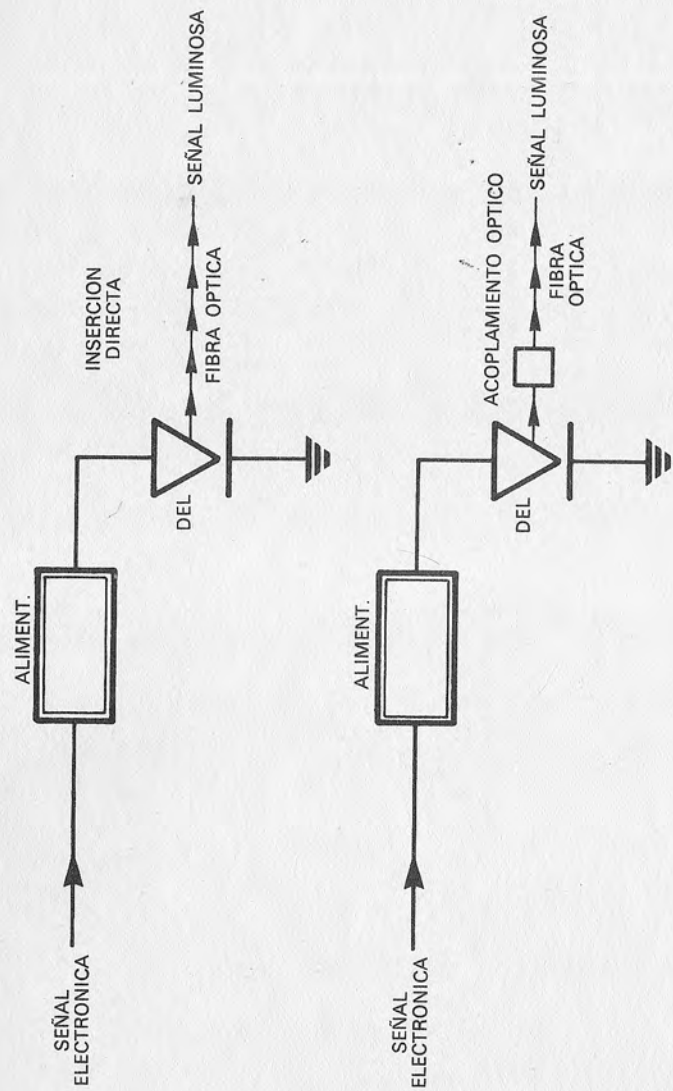 INSERCION
DIRECTA
ALIMENT.
SEÑAL
ELECTRONICA
DEL
FIBRA OPTICA
SEÑAL LUMINOSA
ALIMENT.
ACOPLAMIENTO OPTICO
SEÑAL
ELECTRONICA
DEL
FIBRA
OPTICA
SEÑAL LUMINOSA